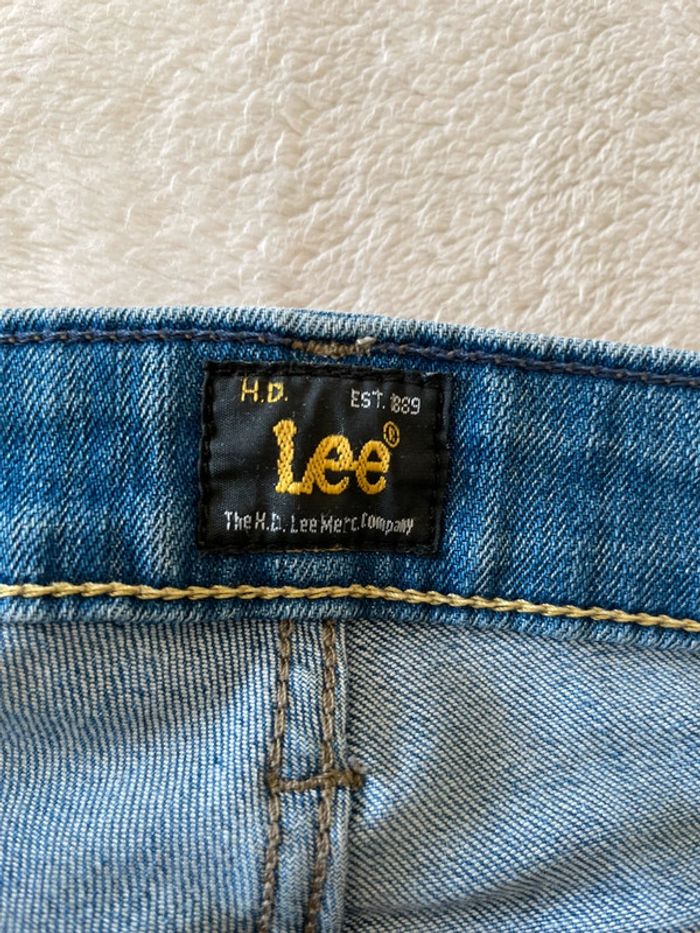 H.D. EST. 1889
Lee®
The H.D. Lee Merc. Company